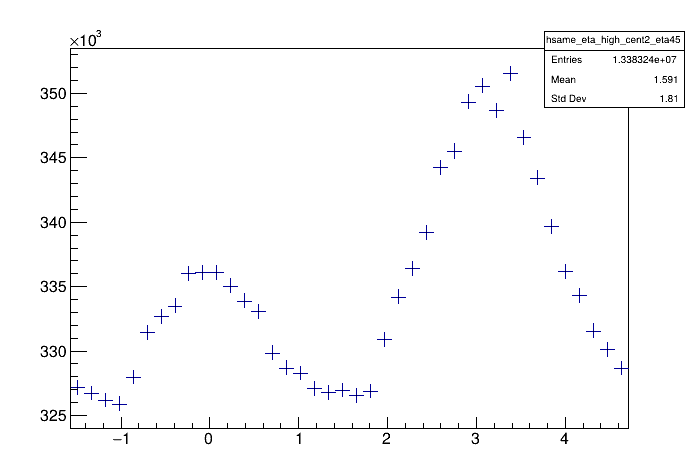 ×10³
hsame_eta_high_cent2_eta45
Entries 1.338324e+07
Mean 1.591
Std Dev 1.81
350
345
340
335
330
325
−1 0 1 2 3 4